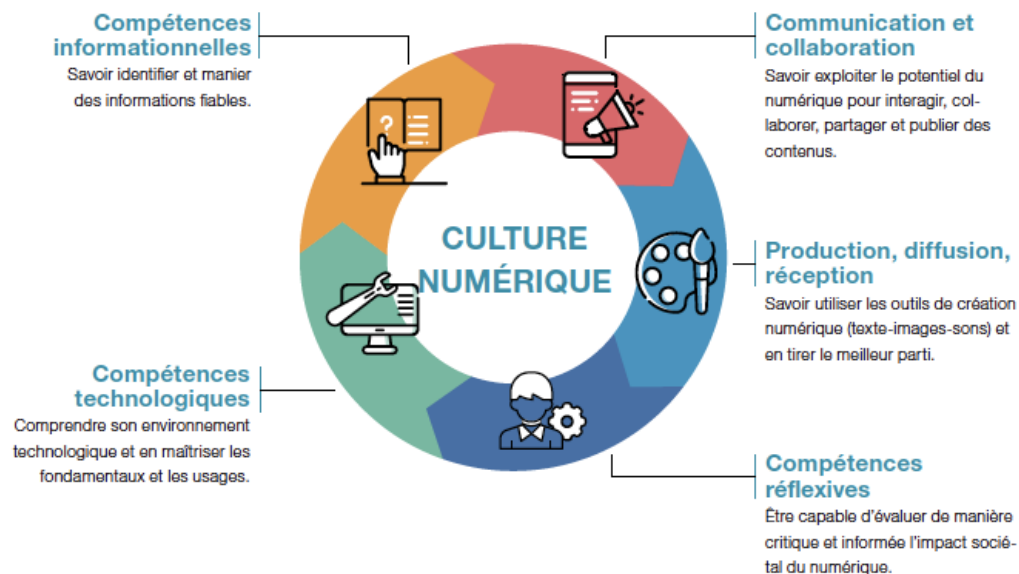 Compétences
informationnelles
Savoir identifier et manier
des informations fiables.
Communication et
collaboration
Savoir exploiter le potentiel du
numérique pour interagir, col-
laborer, partager et publier des
contenus.
?
CULTURE
NUMÉRIQUE
Production, diffusion,
réception
Savoir utiliser les outils de création
numérique (texte-images-sons) et
en tirer le meilleur parti.
Compétences
technologiques
Comprendre son environnement
technologique et en maîtriser les
fondamentaux et les usages.
Compétences
réflexives
Être capable d'évaluer de manière
critique et informée l'impact socié-
tal du numérique.